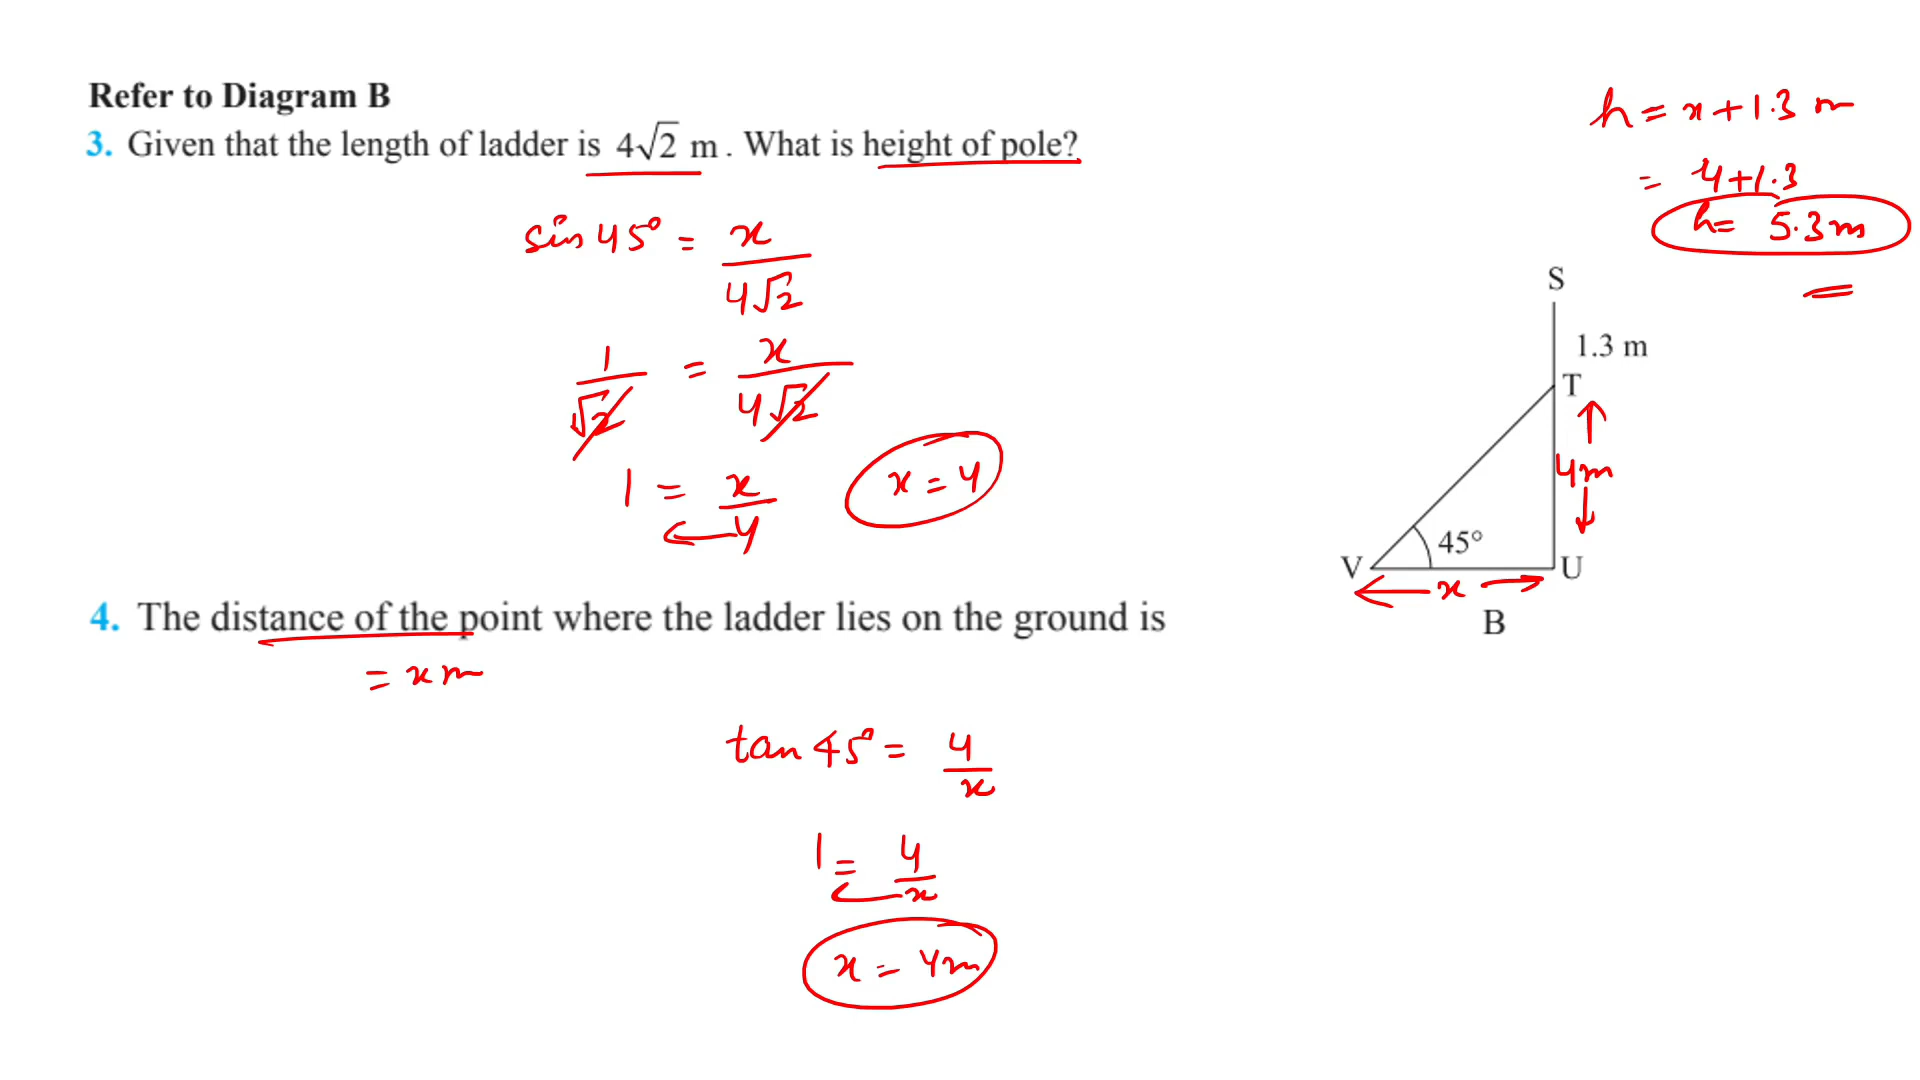 Refer to Diagram B
3. Given that the length of ladder is 4√2 m. What is height of pole?
sin 45° = x / 4√2
1/√2 = x / 4√2
1 = x/4
x = 4
h = x + 1.3 m
= 4 + 1.3
h = 5.3 m
S
1.3 m
T
4m
45°
V
U
x
B
4. The distance of the point where the ladder lies on the ground is
= x m
tan 45° = 4/x
1 = 4/x
x = 4m